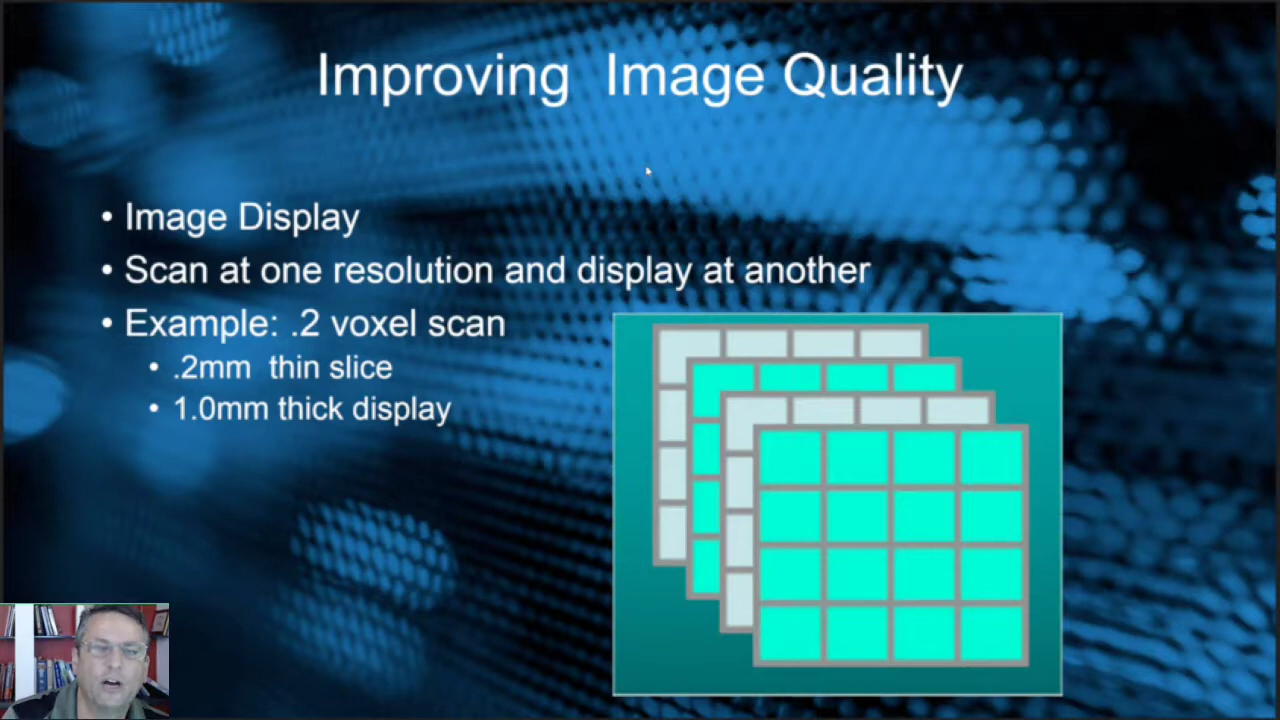 Improving Image Quality
• Image Display
• Scan at one resolution and display at another
• Example: .2 voxel scan
• .2mm thin slice
• 1.0mm thick display